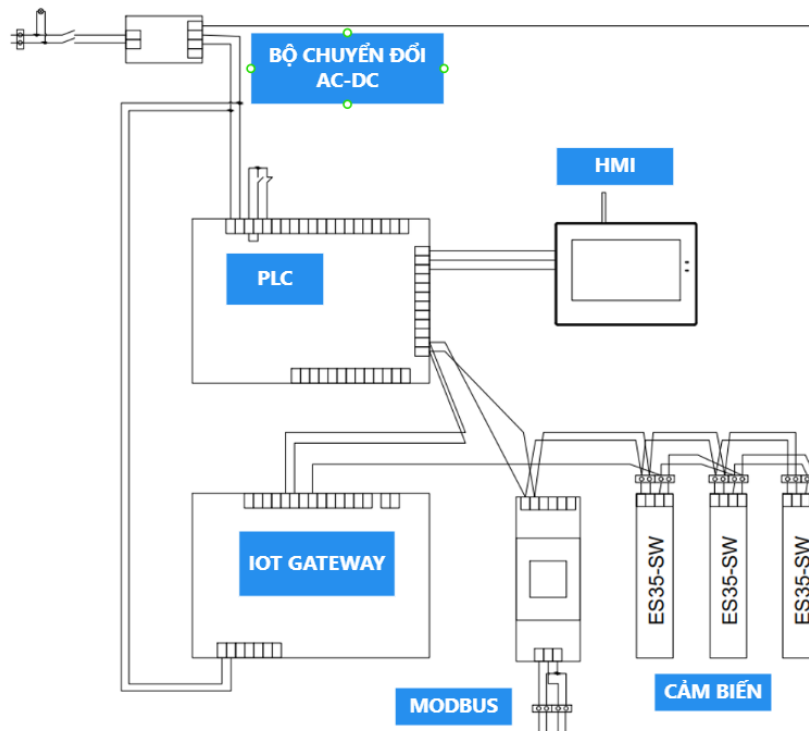 BỘ CHUYỂN ĐỔI
AC-DC
HMI
PLC
IOT GATEWAY
ES35-SW
ES35-SW
ES35-SW
MODBUS
CẢM BIẾN